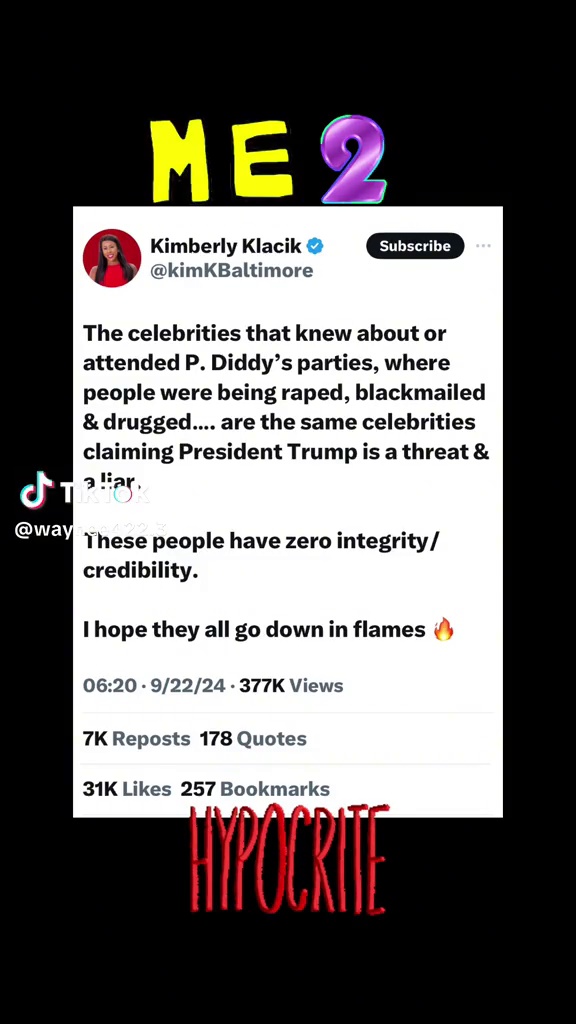 ME 2
Kimberly Klacik
Subscribe
@kimKBaltimore
The celebrities that knew about or
attended P. Diddy’s parties, where
people were being raped, blackmailed
& drugged.... are the same celebrities
claiming President Trump is a threat &
a liar.
TikTok
These people have zero integrity/
credibility.
I hope they all go down in flames 🔥
06:20 · 9/22/24 · 377K Views
7K Reposts 178 Quotes
31K Likes 257 Bookmarks
HYPOCRITE